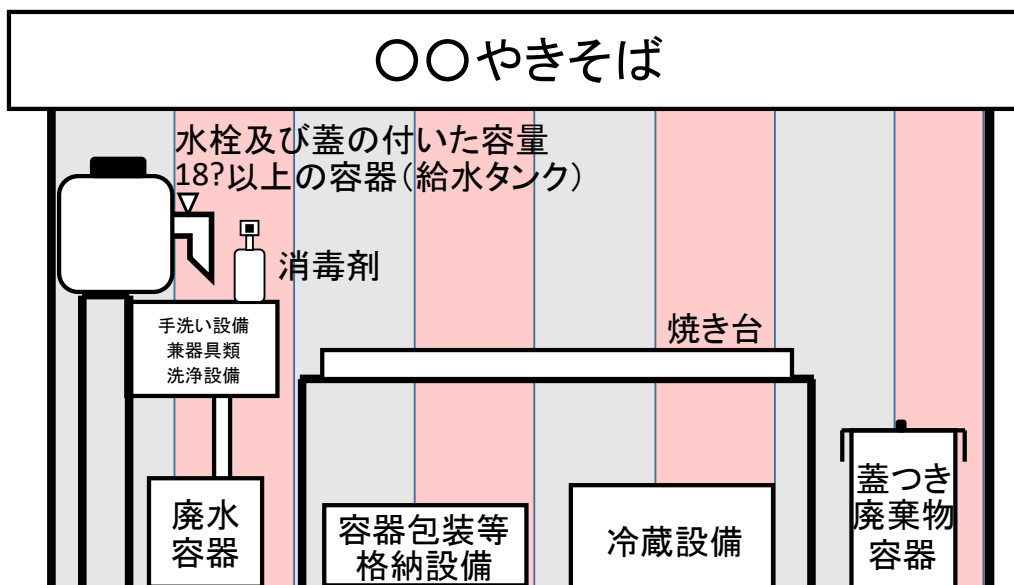 〇〇やきそば
水栓及び蓋の付いた容量
18?以上の容器(給水タンク)
消毒剤
手洗い設備
兼器具類
洗浄設備
焼き台
廃水
容器
容器包装等
格納設備
冷蔵設備
蓋つき
廃棄物
容器